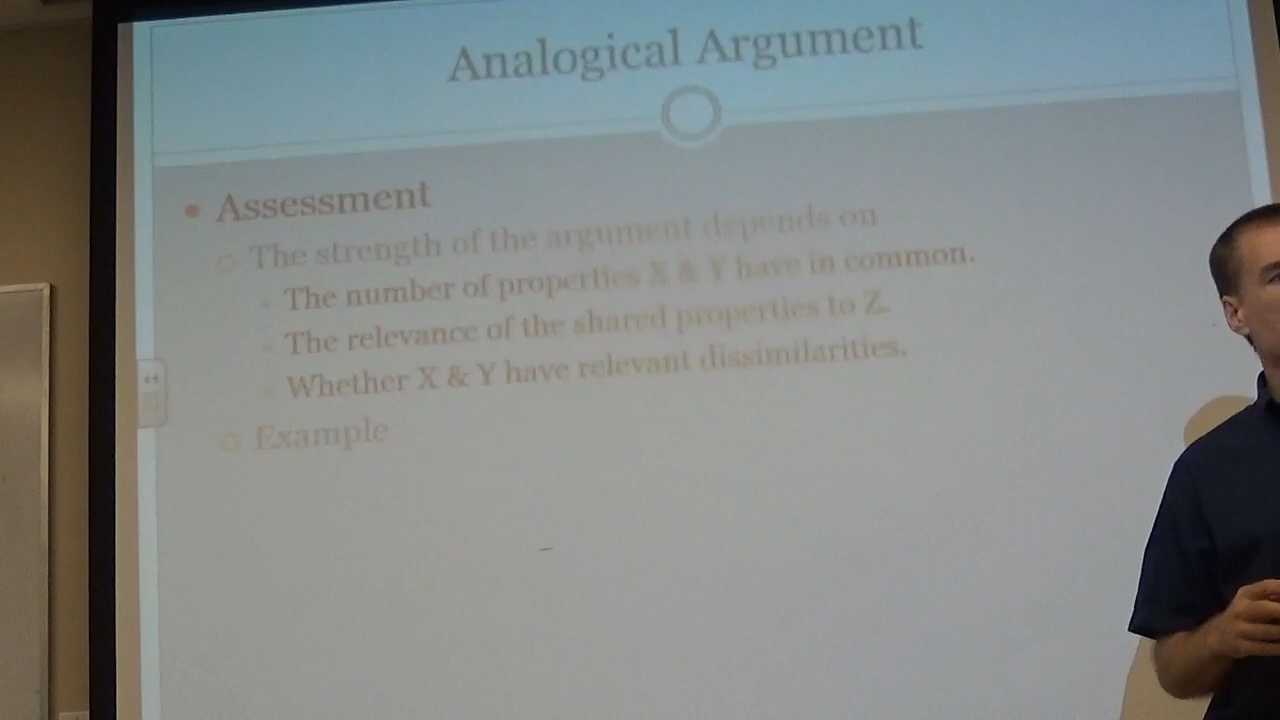 Analogical Argument
Assessment
The strength of the argument depends on
The number of properties X & Y have in common.
The relevance of the shared properties to Z.
Whether X & Y have relevant dissimilarities.
Example